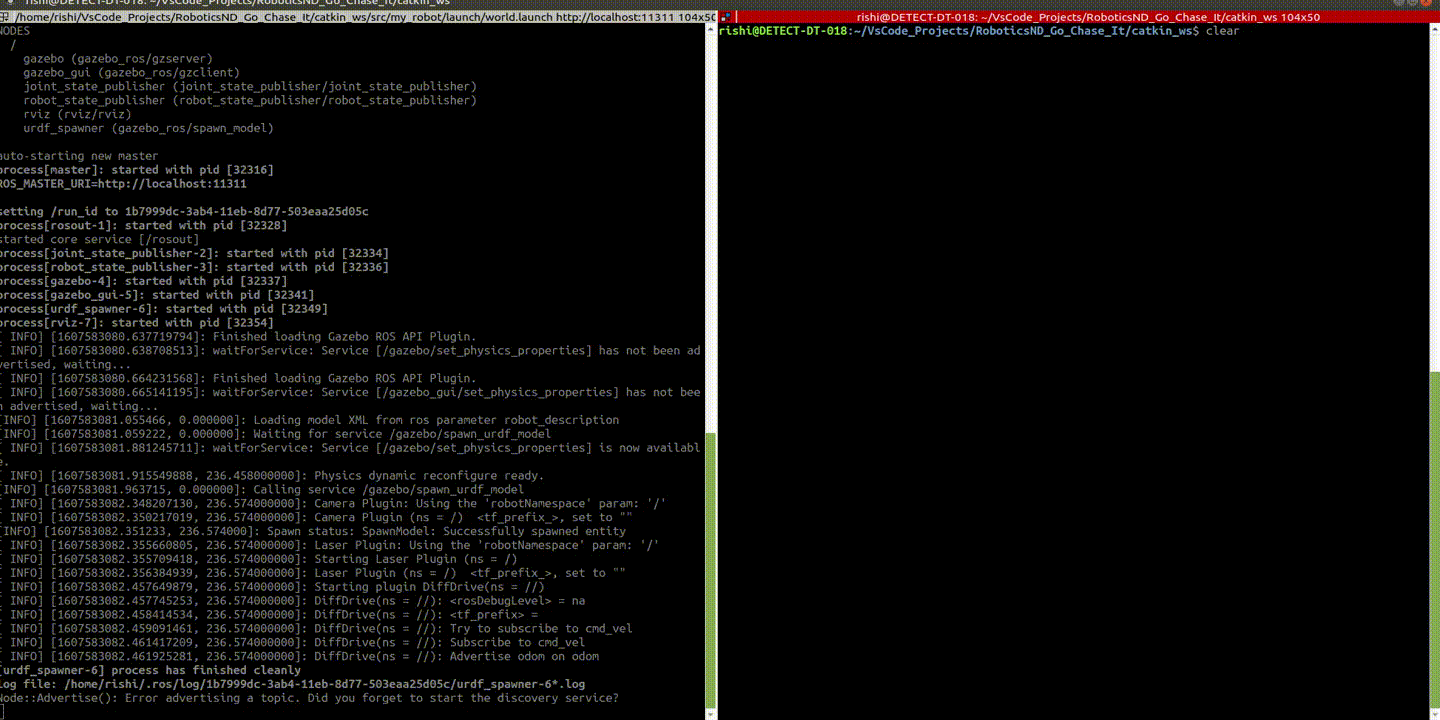 rishi@DETECT-DT-018: ~/VsCode_Projects/RoboticsND_Go_Chase_It/catkin_ws
/home/rishi/VsCode_Projects/RoboticsND_Go_Chase_It/catkin_ws/src/my_robot/launch/world.launch http://localhost:11311 104x50
NODES
/
gazebo (gazebo_ros/gzserver)
gazebo_gui (gazebo_ros/gzclient)
joint_state_publisher (joint_state_publisher/joint_state_publisher)
robot_state_publisher (robot_state_publisher/robot_state_publisher)
rviz (rviz/rviz)
urdf_spawner (gazebo_ros/spawn_model)
auto-starting new master
process[master]: started with pid [32316]
ROS_MASTER_URI=http://localhost:11311
setting /run_id to 1b7999dc-3ab4-11eb-8d77-503eaa25d05c
process[rosout-1]: started with pid [32328]
started core service [/rosout]
process[joint_state_publisher-2]: started with pid [32334]
process[robot_state_publisher-3]: started with pid [32336]
process[gazebo-4]: started with pid [32337]
process[gazebo_gui-5]: started with pid [32341]
process[urdf_spawner-6]: started with pid [32349]
process[rviz-7]: started with pid [32354]
[ INFO] [1607583080.637719794]: Finished loading Gazebo ROS API Plugin.
[ INFO] [1607583080.638708513]: waitForService: Service [/gazebo/set_physics_properties] has not been ad
vertised, waiting...
[ INFO] [1607583080.664231568]: Finished loading Gazebo ROS API Plugin.
[ INFO] [1607583080.665141195]: waitForService: Service [/gazebo_gui/set_physics_properties] has not bee
n advertised, waiting...
[INFO] [1607583081.055466, 0.000000]: Loading model XML from ros parameter robot_description
[INFO] [1607583081.059222, 0.000000]: Waiting for service /gazebo/spawn_urdf_model
[ INFO] [1607583081.881245711]: waitForService: Service [/gazebo/set_physics_properties] is now availabl
e.
[ INFO] [1607583081.915549888, 236.458000000]: Physics dynamic reconfigure ready.
[INFO] [1607583081.963715, 0.000000]: Calling service /gazebo/spawn_urdf_model
[ INFO] [1607583082.348207130, 236.574000000]: Camera Plugin: Using the 'robotNamespace' param: '/'
[ INFO] [1607583082.350217019, 236.574000000]: Camera Plugin (ns = /)  <tf_prefix_>, set to ""
[INFO] [1607583082.351233, 236.574000]: Spawn status: SpawnModel: Successfully spawned entity
[ INFO] [1607583082.355660805, 236.574000000]: Laser Plugin: Using the 'robotNamespace' param: '/'
[ INFO] [1607583082.355709418, 236.574000000]: Starting Laser Plugin (ns = /)
[ INFO] [1607583082.356384939, 236.574000000]: Laser Plugin (ns = /)  <tf_prefix_>, set to ""
[ INFO] [1607583082.457649879, 236.574000000]: Starting plugin DiffDrive(ns = //)
[ INFO] [1607583082.457745253, 236.574000000]: DiffDrive(ns = //): <rosDebugLevel> = na
[ INFO] [1607583082.458414534, 236.574000000]: DiffDrive(ns = //): <tf_prefix> =
[ INFO] [1607583082.459091461, 236.574000000]: DiffDrive(ns = //): Try to subscribe to cmd_vel
[ INFO] [1607583082.461417209, 236.574000000]: DiffDrive(ns = //): Subscribe to cmd_vel
[ INFO] [1607583082.461925281, 236.574000000]: DiffDrive(ns = //): Advertise odom on odom
[urdf_spawner-6] process has finished cleanly
log file: /home/rishi/.ros/log/1b7999dc-3ab4-11eb-8d77-503eaa25d05c/urdf_spawner-6*.log
Node::Advertise(): Error advertising a topic. Did you forget to start the discovery service?
rishi@DETECT-DT-018: ~/VsCode_Projects/RoboticsND_Go_Chase_It/catkin_ws 104x50
rishi@DETECT-DT-018:~/VsCode_Projects/RoboticsND_Go_Chase_It/catkin_ws$ clear